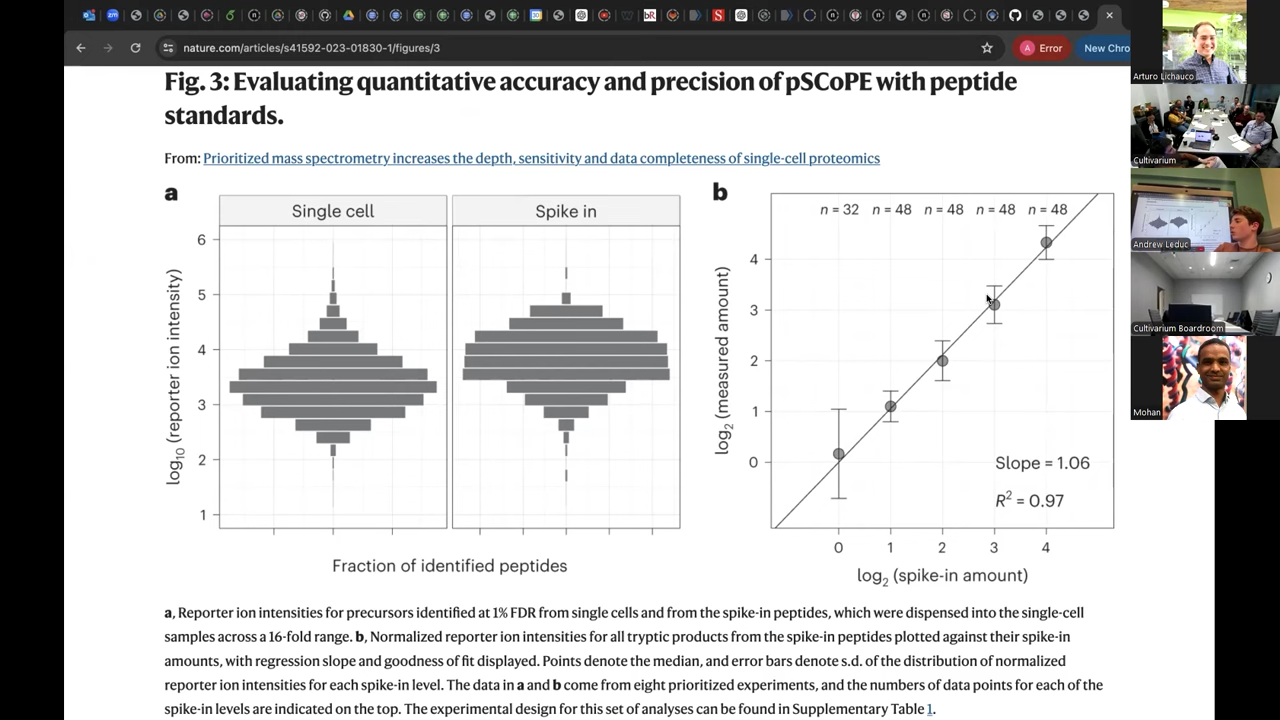 nature.com/articles/s41592-023-01830-1/figures/3
A Error
New Chro
Fig. 3: Evaluating quantitative accuracy and precision of pSCoPE with peptide
standards.
From: Prioritized mass spectrometry increases the depth, sensitivity and data completeness of single-cell proteomics
a
Single cell
Spike in
log10 (reporter ion intensity)
6
5
4
3
2
1
Fraction of identified peptides
b
n = 32 n = 48 n = 48 n = 48 n = 48
log2 (measured amount)
4
3
2
1
0
Slope = 1.06
R2 = 0.97
0 1 2 3 4
log2 (spike-in amount)
a, Reporter ion intensities for precursors identified at 1% FDR from single cells and from the spike-in peptides, which were dispensed into the single-cell
samples across a 16-fold range. b, Normalized reporter ion intensities for all tryptic products from the spike-in peptides plotted against their spike-in
amounts, with regression slope and goodness of fit displayed. Points denote the median, and error bars denote s.d. of the distribution of normalized
reporter ion intensities for each spike-in level. The data in a and b come from eight prioritized experiments, and the numbers of data points for each of the
spike-in levels are indicated on the top. The experimental design for this set of analyses can be found in Supplementary Table 1.
Arturo Lichauco
Cultivarium
Andrew Leduc
Cultivarium Boardroom
Mohan